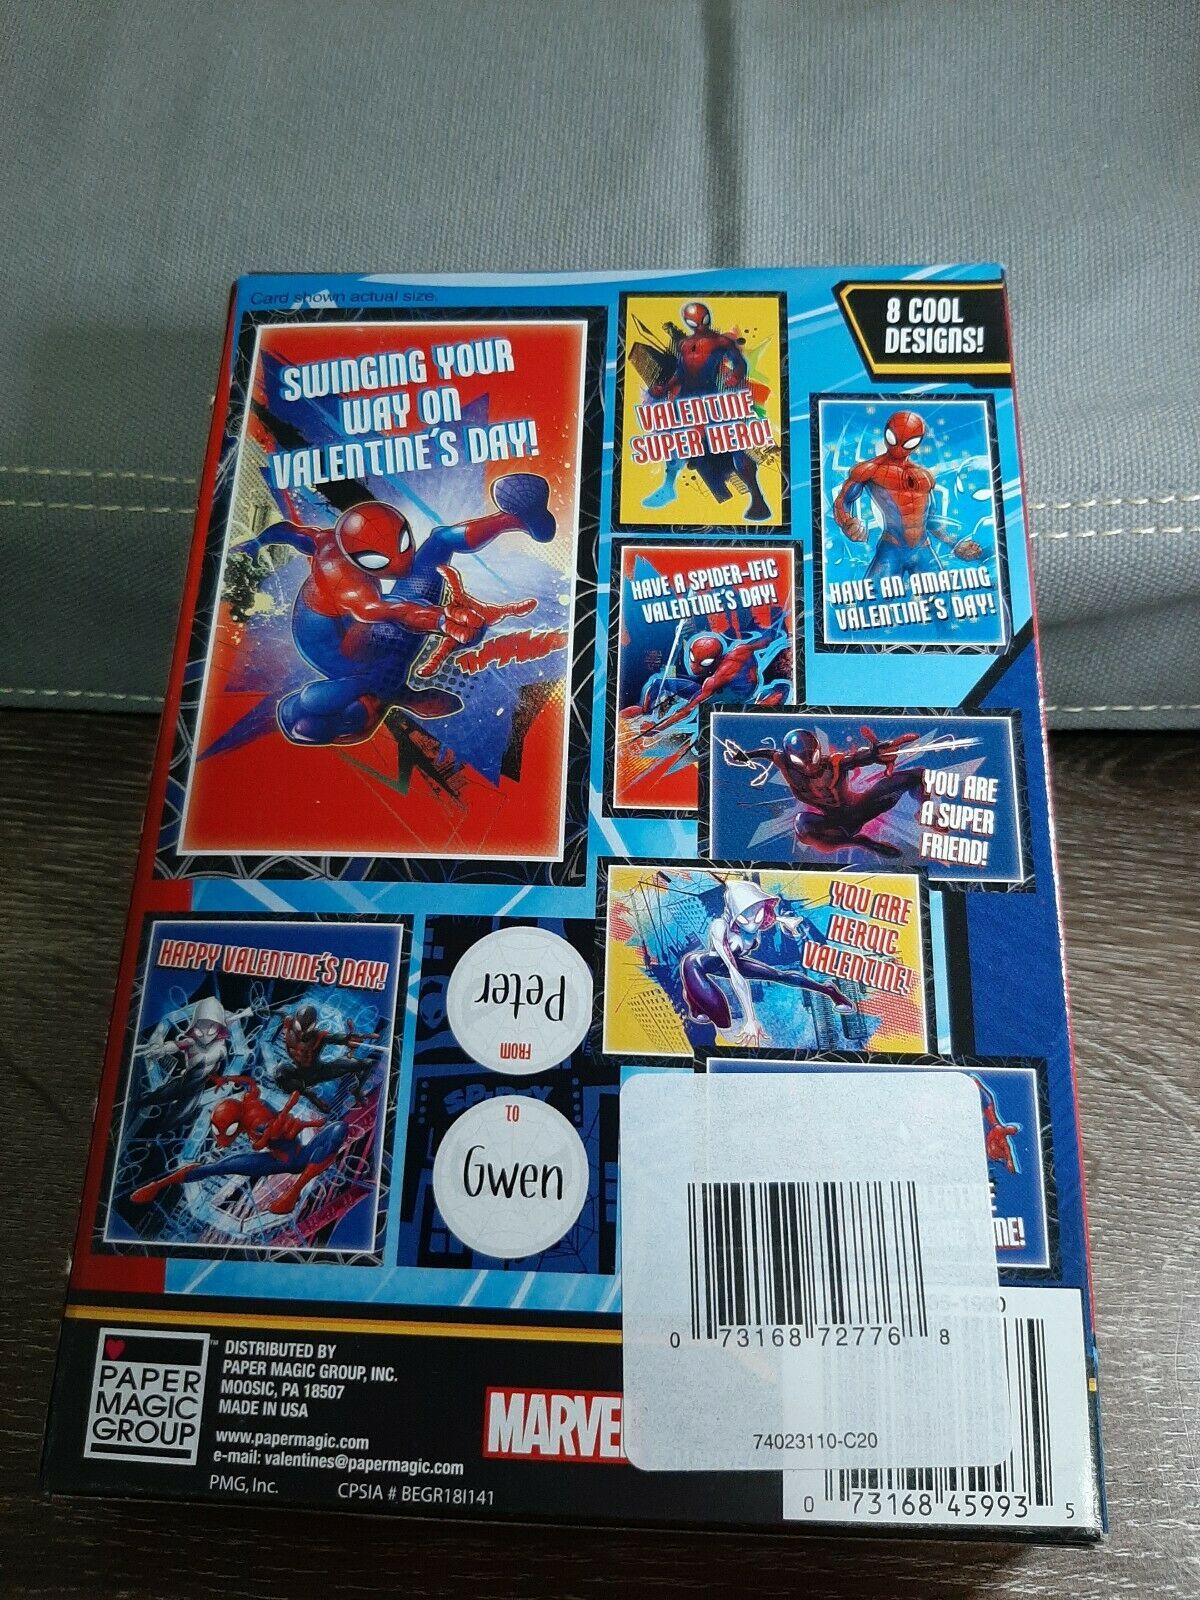 Card shown actual size.
8 COOL
DESIGNS!
SWINGING YOUR
WAY ON
VALENTINE'S DAY!
THWIP
VALENTINE
SUPER HERO!
HAVE AN AMAZING
VALENTINE'S DAY!
HAVE A SPIDER-IFIC
VALENTINE'S DAY!
YOU ARE
A SUPER
FRIEND!
YOU ARE
HEROIC,
VALENTINE!
HAPPY VALENTINE'S DAY!
Peter
FROM
TO
Gwen
INE!
PAPER
MAGIC
GROUP
™
DISTRIBUTED BY
PAPER MAGIC GROUP, INC.
MOOSIC, PA 18507
MADE IN USA
www.papermagic.com
e-mail: valentines@papermagic.com
PMG, Inc.
CPSIA # BEGR18I141
MARVE
0 73168 72776 8
74023110-C20
0 73168 45993 5